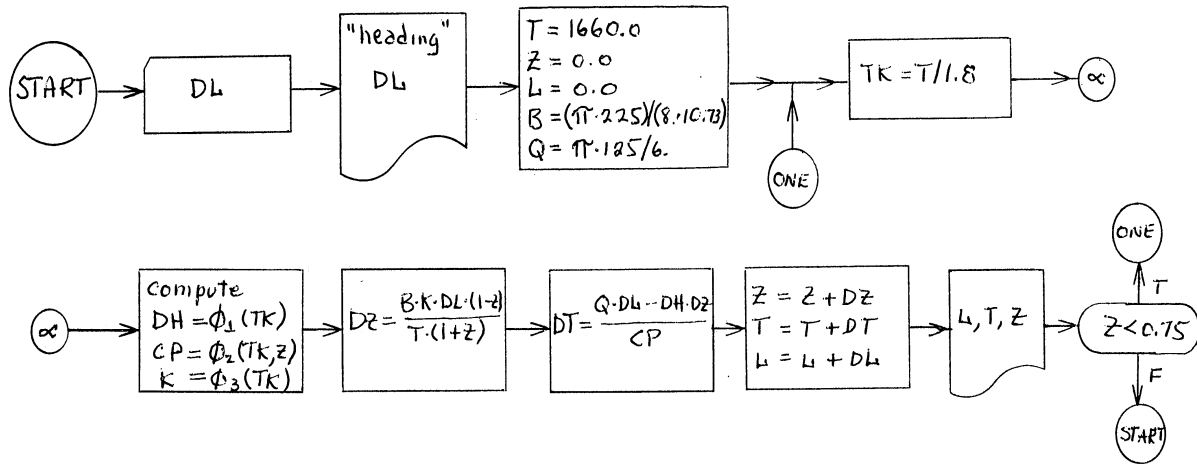 START
DL
"heading"
DL
T = 1660.0
Z = 0.0
L = 0.0
B = (π·225)/(8.·10.73)
Q = π·125/6.
ONE
TK = T/1.8
∝
∝
compute
DH = ϕ₁(TK)
CP = ϕ₂(TK,Z)
K = ϕ₃(TK)
DZ = B·K·DL·(1-Z)
T·(1+Z)
DT = Q·DL - DH·DZ
CP
Z = Z + DZ
T = T + DT
L = L + DL
L, T, Z
ONE
T
Z<0.75
F
START